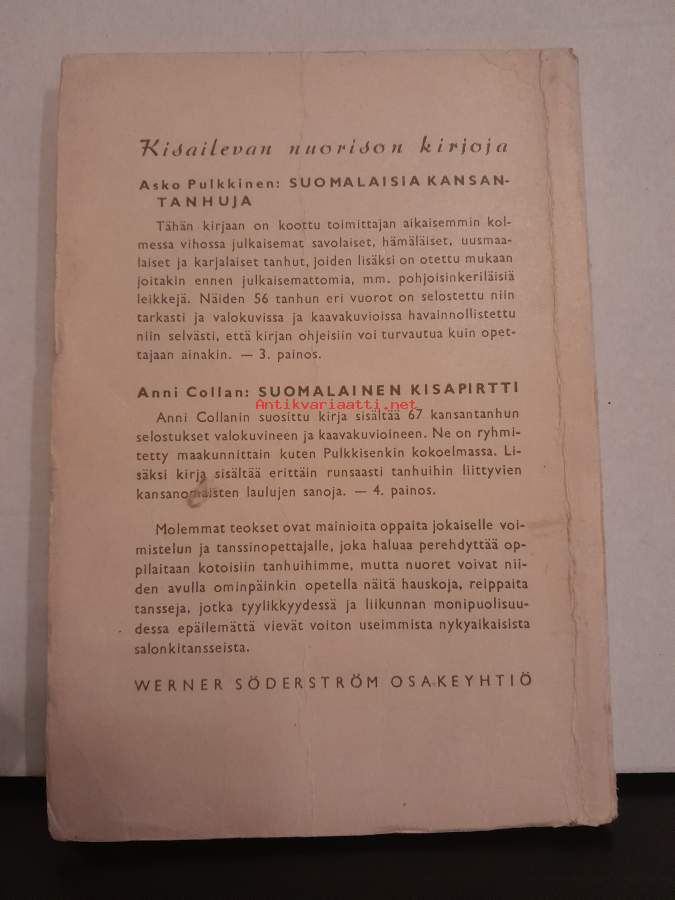 Kisailevan nuorison kirjoja
Asko Pulkkinen: SUOMALAISIA KANSAN-
TANHUJA
Tähän kirjaan on koottu toimittajan aikaisemmin kol-
messa vihossa julkaisemat savolaiset, hämäläiset, uusmaa-
laiset ja karjalaiset tanhut, joiden lisäksi on otettu mukaan
joitakin ennen julkaisemattomia, mm. pohjoisinkeriläisiä
leikkejä. Näiden 56 tanhun eri vuorot on selostettu niin
tarkasti ja valokuvissa ja kaavakuvioissa havainnollistettu
niin selvästi, että kirjan ohjeisiin voi turvautua kuin opet-
tajaan ainakin. — 3. painos.
Anni Collan: SUOMALAINEN KISAPIRTTI
Antikvariaatti.net
Anni Collanin suosittu kirja sisältää 67 kansantanhun
selostukset valokuvineen ja kaavakuvioineen. Ne on ryhmi-
tetty maakunnittain kuten Pulkkisenkin kokoelmassa. Li-
säksi kirja sisältää erittäin runsaasti tanhuihin liittyvien
kansanomaisten laulujen sanoja. — 4. painos.
Molemmat teokset ovat mainioita oppaita jokaiselle voi-
mistelun ja tanssinopettajalle, joka haluaa perehdyttää op-
pilaitaan kotoisiin tanhuihimme, mutta nuoret voivat nii-
den avulla ominpäinkin opetella näitä hauskoja, reippaita
tansseja, jotka tyylikkyydessä ja liikunnan monipuolisuu-
dessa epäilemättä vievät voiton useimmista nykyaikaisista
salonkitansseista.
WERNER SÖDERSTRÖM OSAKEYHTIÖ